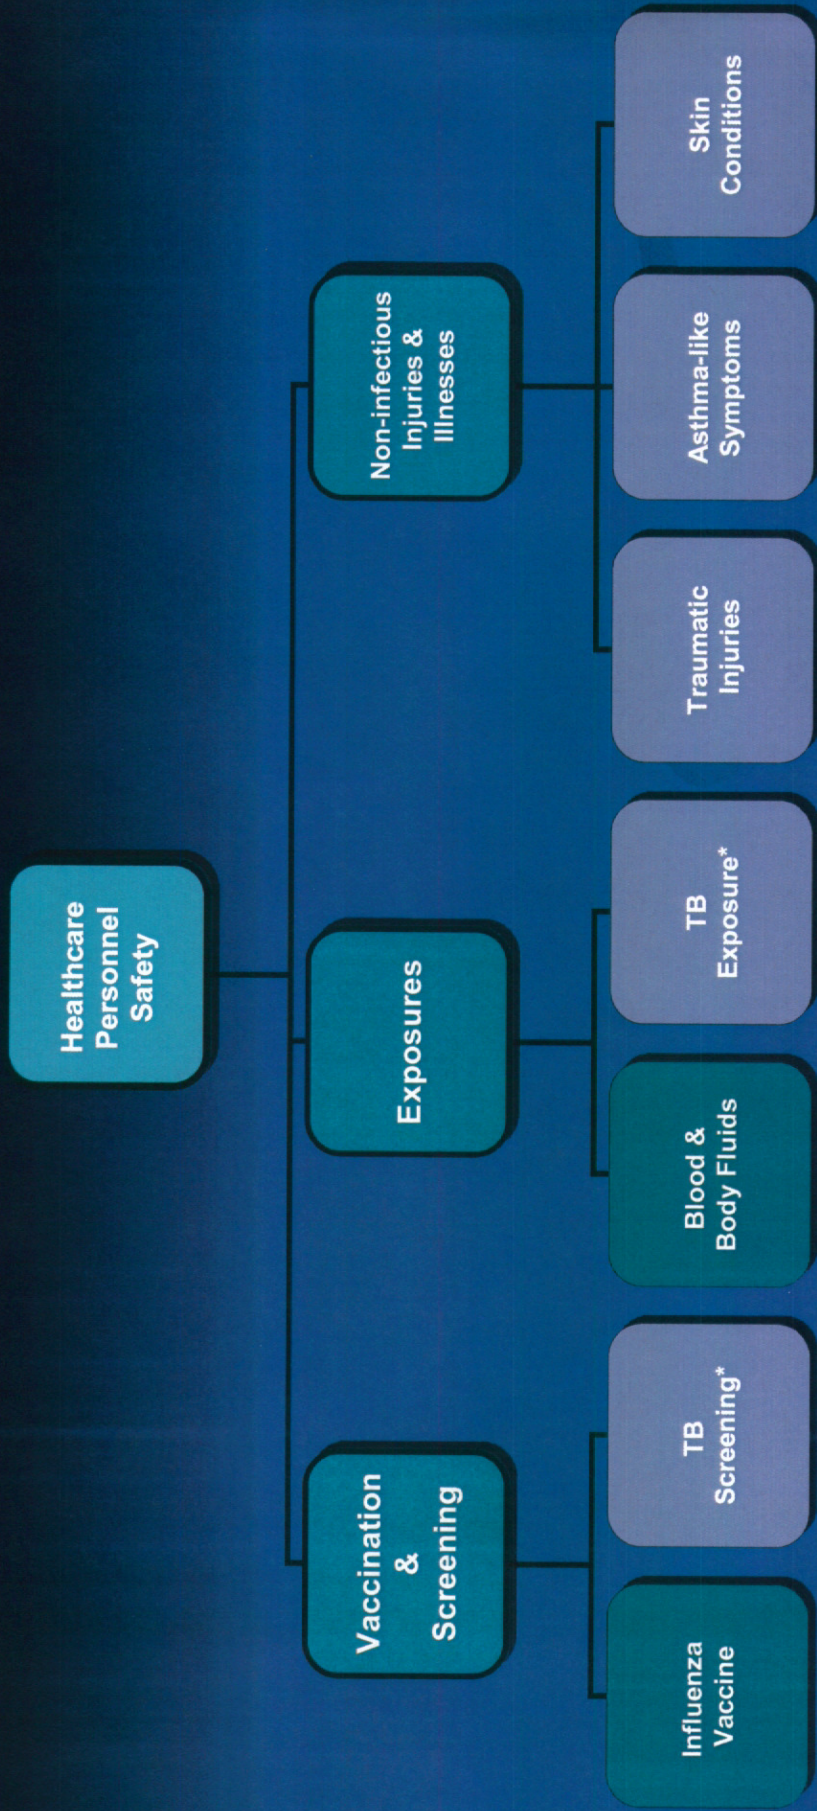 Healthcare
Personnel
Safety
Vaccination
&
Screening
Exposures
Non-infectious
Injuries &
Illnesses
Influenza
Vaccine
TB
Screening*
Blood &
Body Fluids
TB
Exposure*
Traumatic
Injuries
Asthma-like
Symptoms
Skin
Conditions